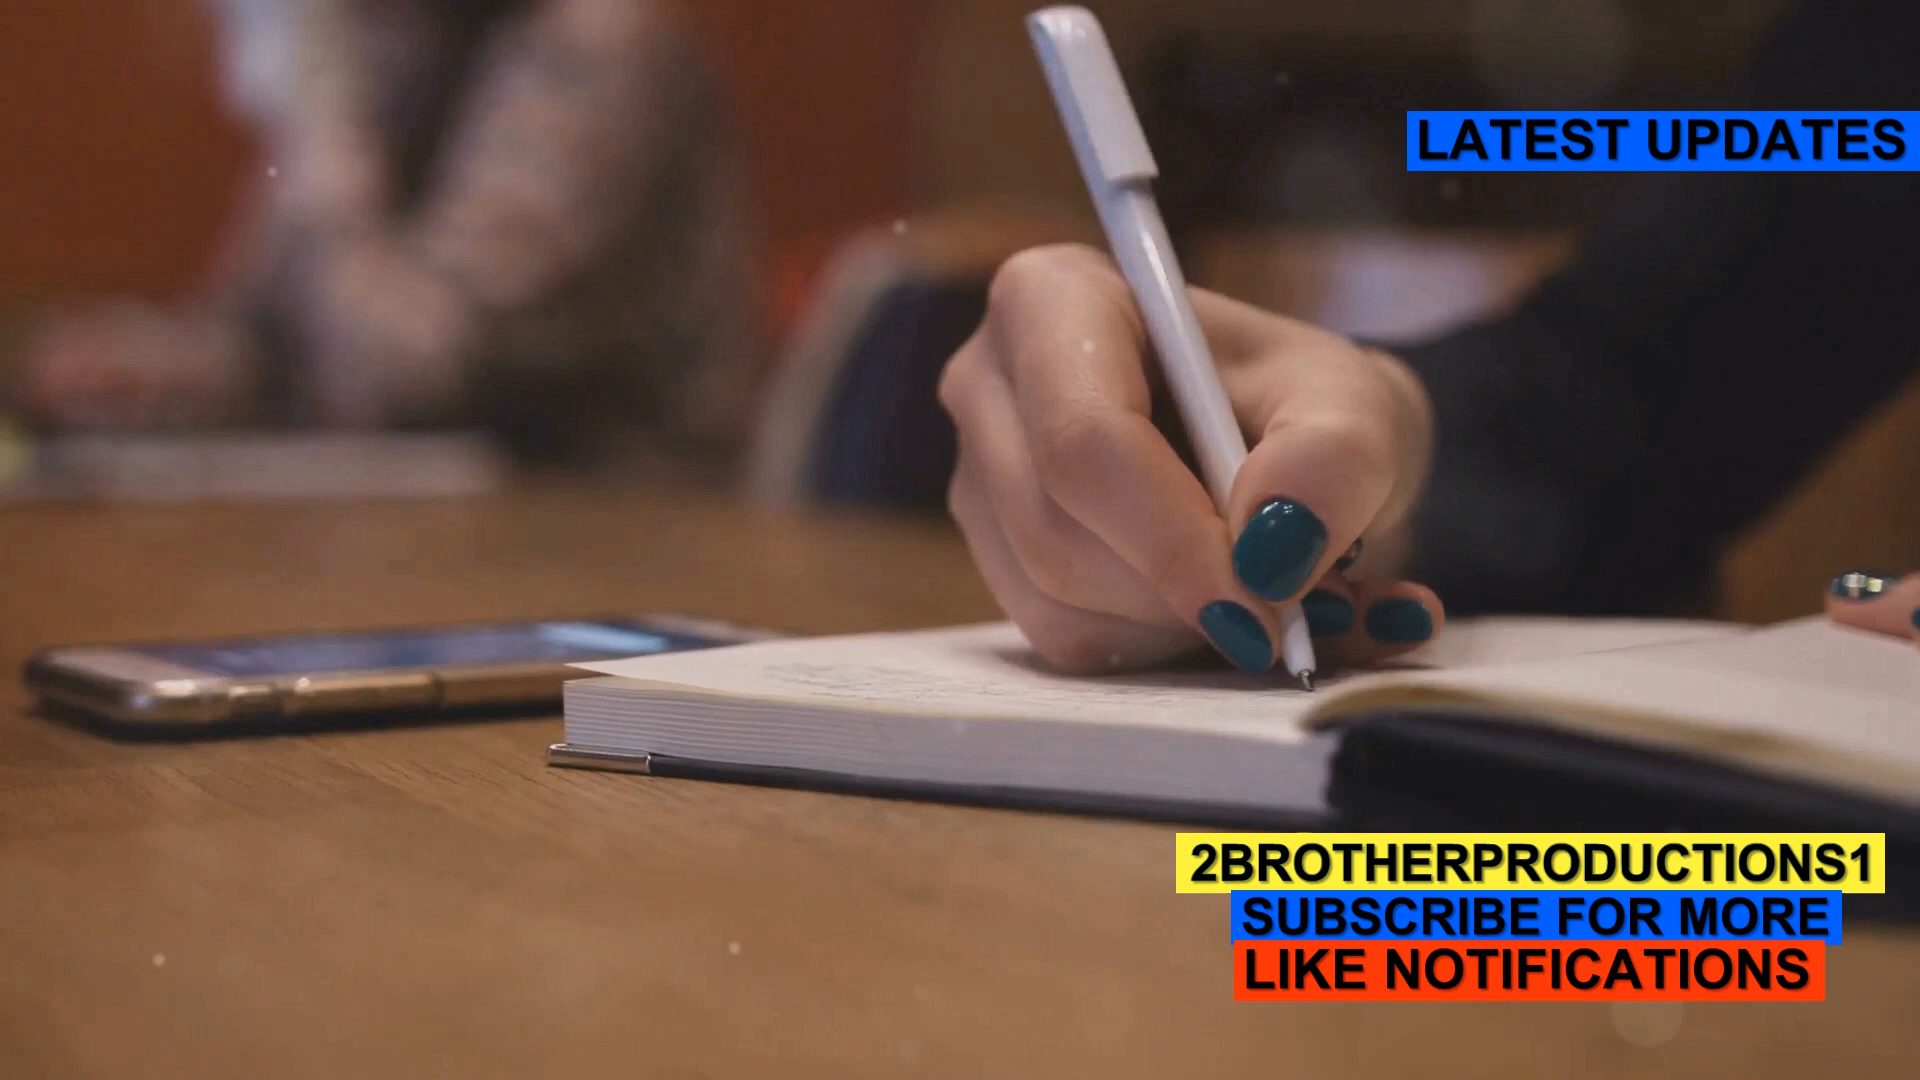 LATEST UPDATES
2BROTHERPRODUCTIONS1
SUBSCRIBE FOR MORE
LIKE NOTIFICATIONS